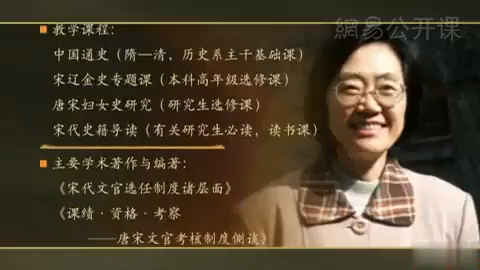 網易公开课
■ 教学课程:
中国通史（隋—清，历史系主干基础课）
宋辽金史专题课（本科高年级选修课）
唐宋妇女史研究（研究生选修课）
宋代史籍导读（有关研究生必读，读书课）
■ 主要学术著作与编著:
《宋代文官选任制度诸层面》
《课绩·资格·考察
——唐宋文官考核制度侧谈》